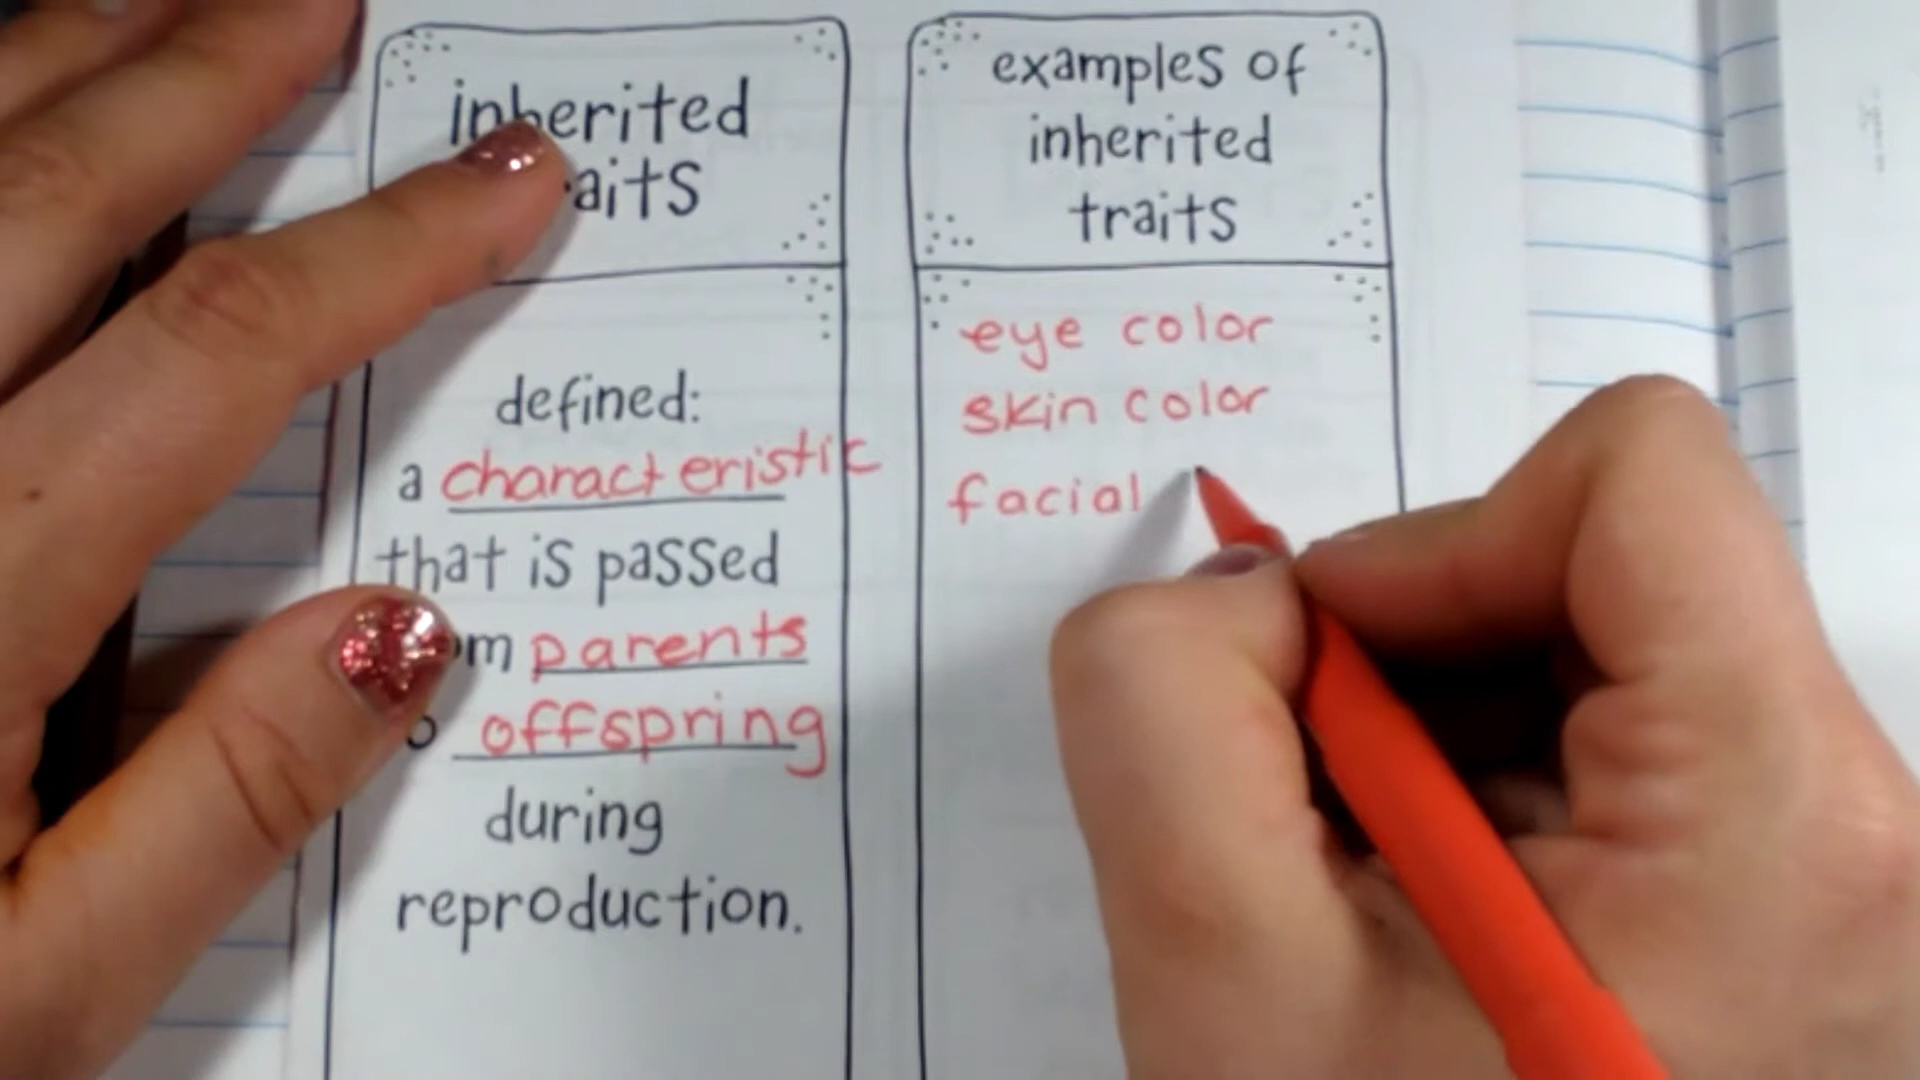 inherited
aits
defined:
a characteristic
that is passed
om parents
o offspring
during
reproduction.
examples of
inherited
traits
eye color
skin color
facial